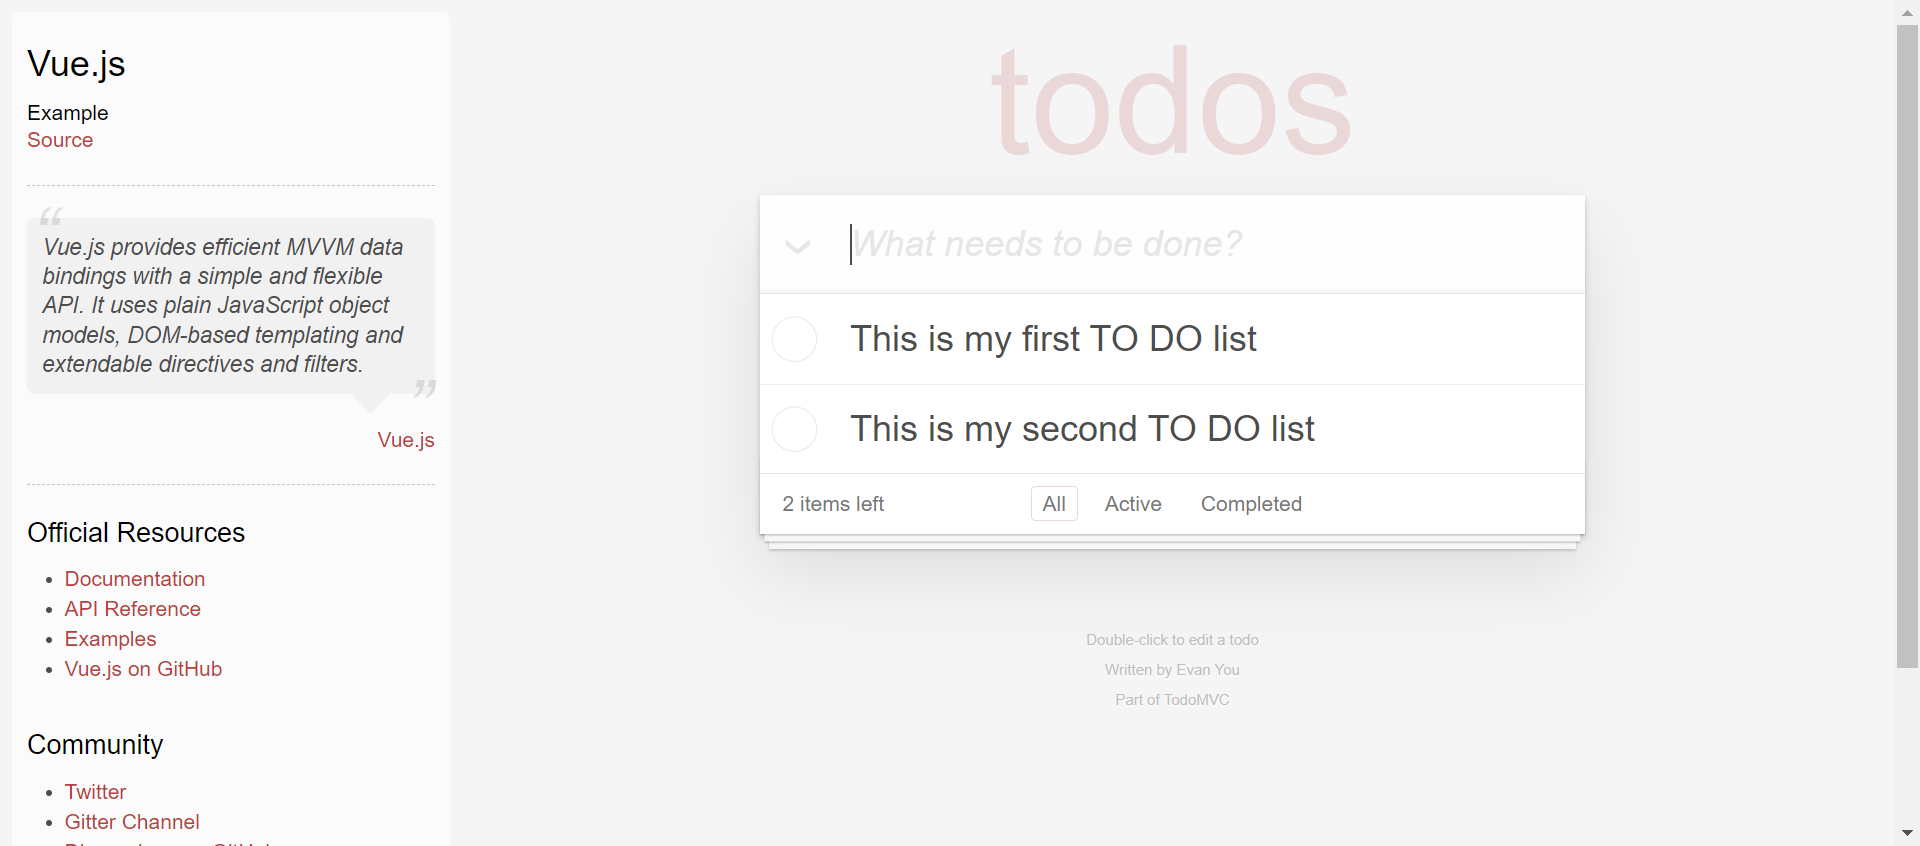 Vue.js
Example
Source
“
Vue.js provides efficient MVVM data
bindings with a simple and flexible
API. It uses plain JavaScript object
models, DOM-based templating and
extendable directives and filters.
”
Vue.js
Official Resources
• Documentation
• API Reference
• Examples
• Vue.js on GitHub
Community
• Twitter
• Gitter Channel
todos
What needs to be done?
This is my first TO DO list
This is my second TO DO list
2 items left All Active Completed
Double-click to edit a todo
Written by Evan You
Part of TodoMVC